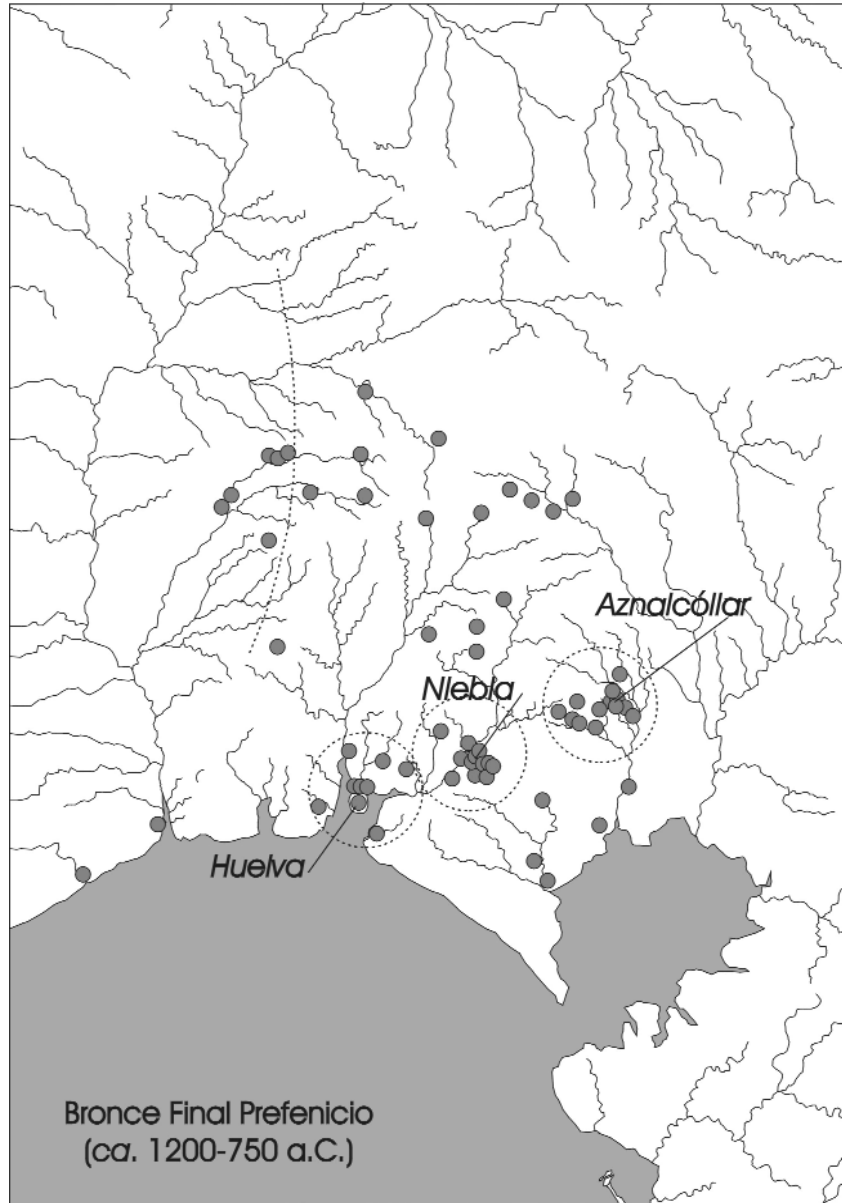 Aznalcóllar
Niebla
Huelva
Bronce Final Prefenicio
(ca. 1200-750 a.C.)